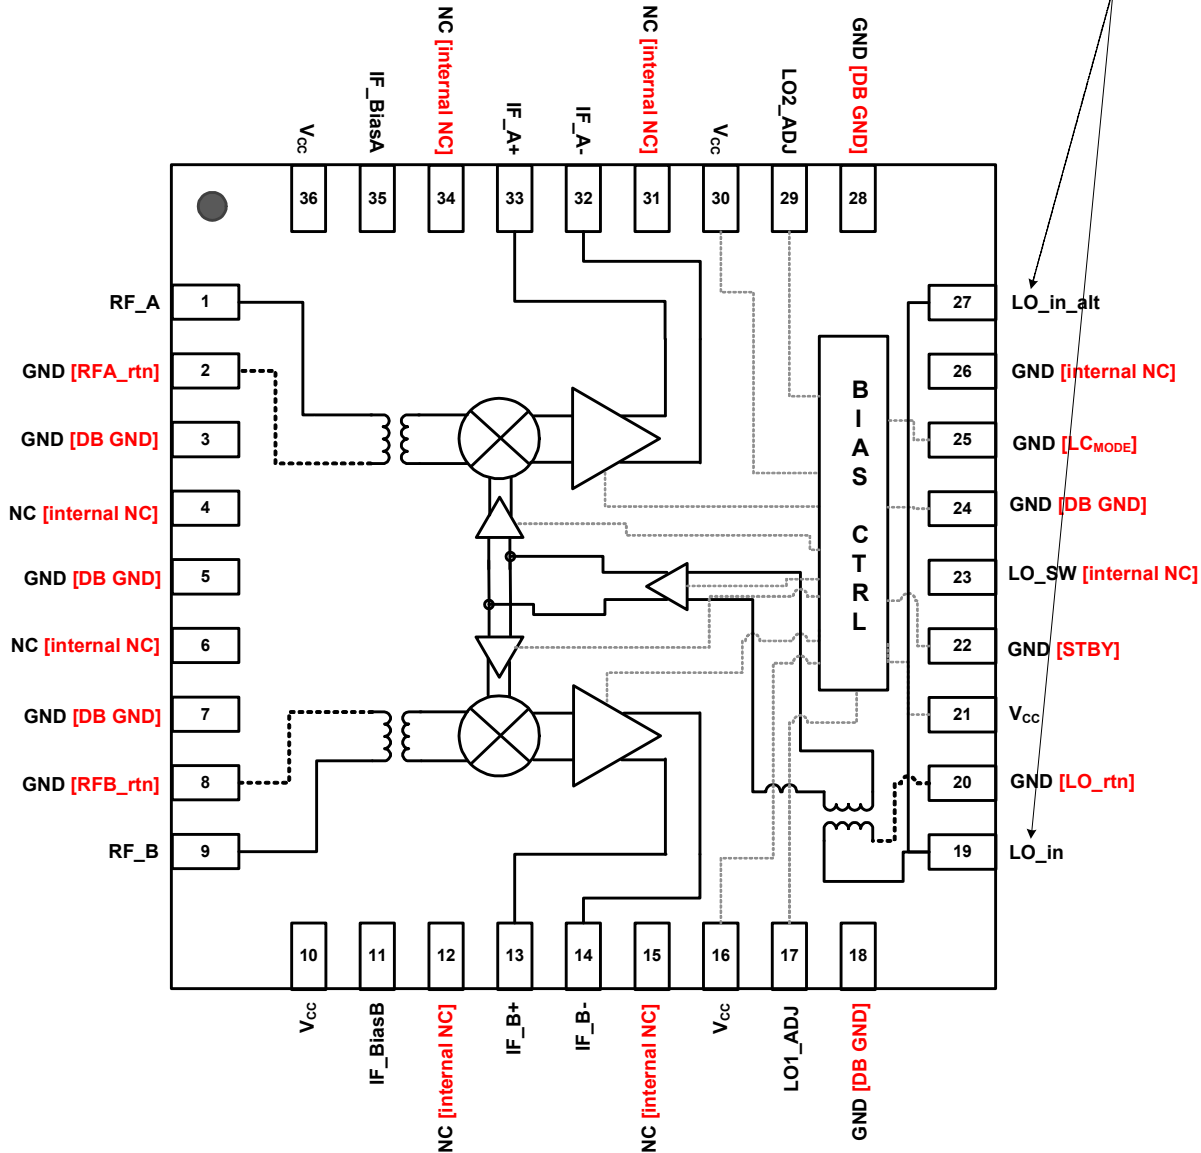 NC [internal NC]
NC [internal NC]
GND [DB GND]
IF_BiasA
IF_A+
IF_A-
LO2_ADJ
VCC
VCC
36
35
34
33
32
31
30
29
28
RF_A
1
27
LO_in_alt
GND [RFA_rtn]
2
26
GND [internal NC]
GND [DB GND]
3
25
GND [LCMODE]
NC [internal NC]
4
24
GND [DB GND]
GND [DB GND]
5
23
LO_SW [internal NC]
NC [internal NC]
6
22
GND [STBY]
GND [DB GND]
7
21
VCC
GND [RFB_rtn]
8
20
GND [LO_rtn]
RF_B
9
19
LO_in
BIAS
CTRL
10
11
12
13
14
15
16
17
18
VCC
IF_BiasB
NC [internal NC]
IF_B+
IF_B-
NC [internal NC]
VCC
LO1_ADJ
GND [DB GND]